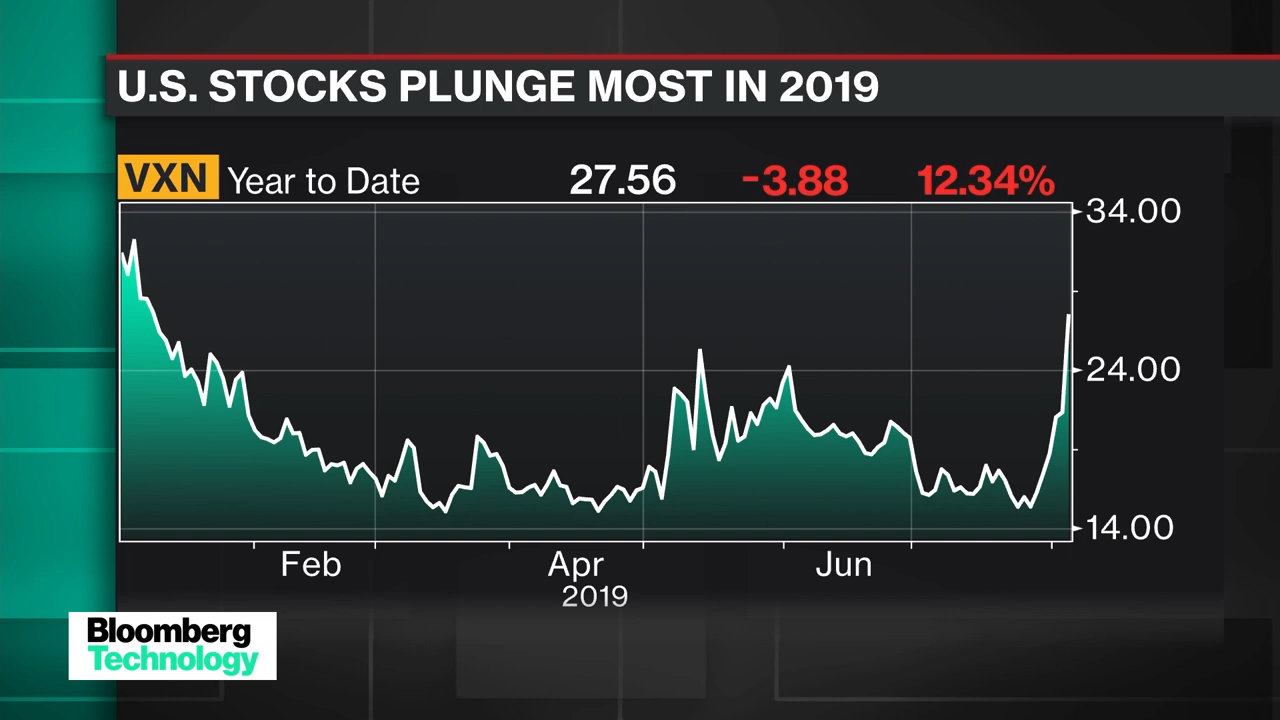 U.S. STOCKS PLUNGE MOST IN 2019
VXN Year to Date 27.56 -3.88 12.34%
34.00
24.00
14.00
Feb Apr Jun
2019
Bloomberg
Technology